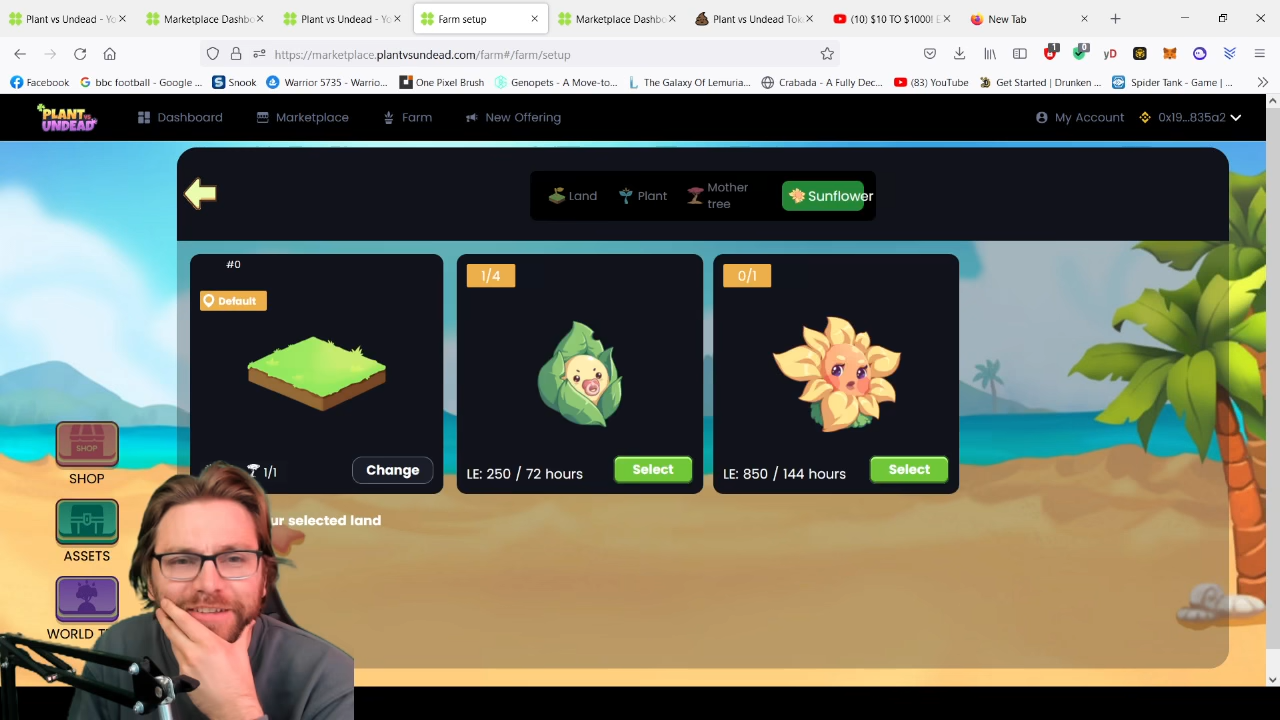 Plant vs Undead - Yo
Marketplace Dashbo
Plant vs Undead - Yo
Farm setup
Marketplace Dashbo
Plant vs Undead Tok
(10) $10 TO $1000! E
New Tab
https://marketplace.plantvsundead.com/farm#/farm/setup
1
0
yD
Facebook
bbc football - Google ...
Snook
Warrior 5735 - Warrio...
One Pixel Brush
Genopets - A Move-to...
The Galaxy Of Lemuria...
Crabada - A Fully Dec...
(83) YouTube
Get Started | Drunken ...
Spider Tank - Game | ...
PLANT VS UNDEAD
Dashboard
Marketplace
Farm
New Offering
My Account
0x19...835a2
Land
Plant
Mother
tree
Sunflower
#0
Default
1/1
Change
1/4
LE: 250 / 72 hours
Select
0/1
LE: 850 / 144 hours
Select
ur selected land
SHOP
SHOP
ASSETS
WORLD T